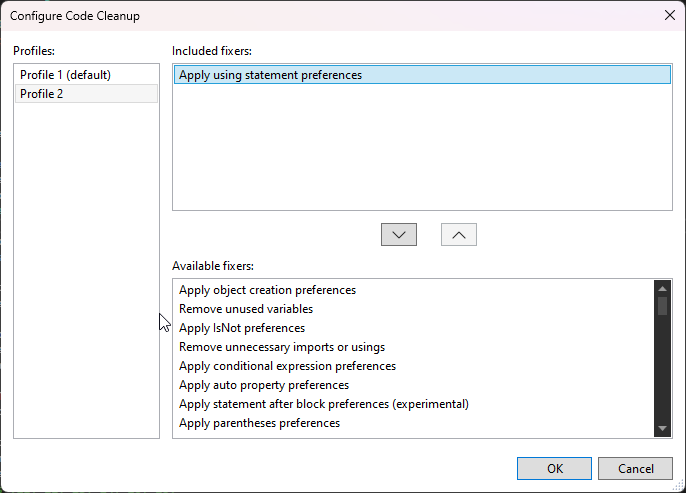 Configure Code Cleanup
Profiles:
Profile 1 (default)
Profile 2
Included fixers:
Apply using statement preferences
Available fixers:
Apply object creation preferences
Remove unused variables
Apply IsNot preferences
Remove unnecessary imports or usings
Apply conditional expression preferences
Apply auto property preferences
Apply statement after block preferences (experimental)
Apply parentheses preferences
OK
Cancel